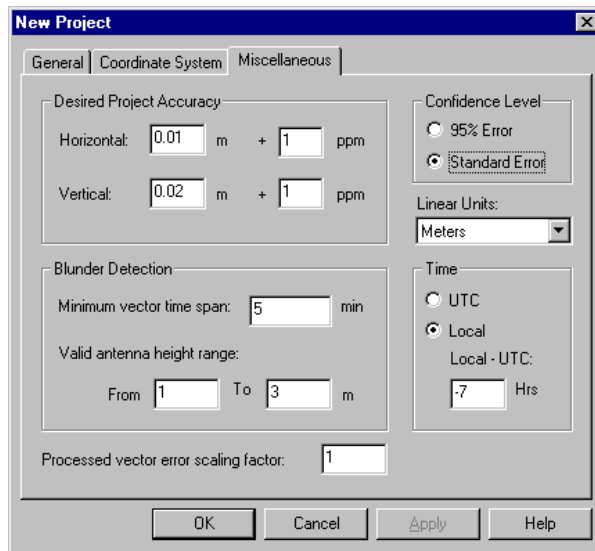 New Project
General Coordinate System Miscellaneous
Desired Project Accuracy
Horizontal: 0.01 m + 1 ppm
Vertical: 0.02 m + 1 ppm
Confidence Level
95% Error
Standard Error
Linear Units:
Meters
Blunder Detection
Minimum vector time span: 5 min
Valid antenna height range:
From 1 To 3 m
Time
UTC
Local
Local - UTC:
-7 Hrs
Processed vector error scaling factor: 1
OK Cancel Apply Help